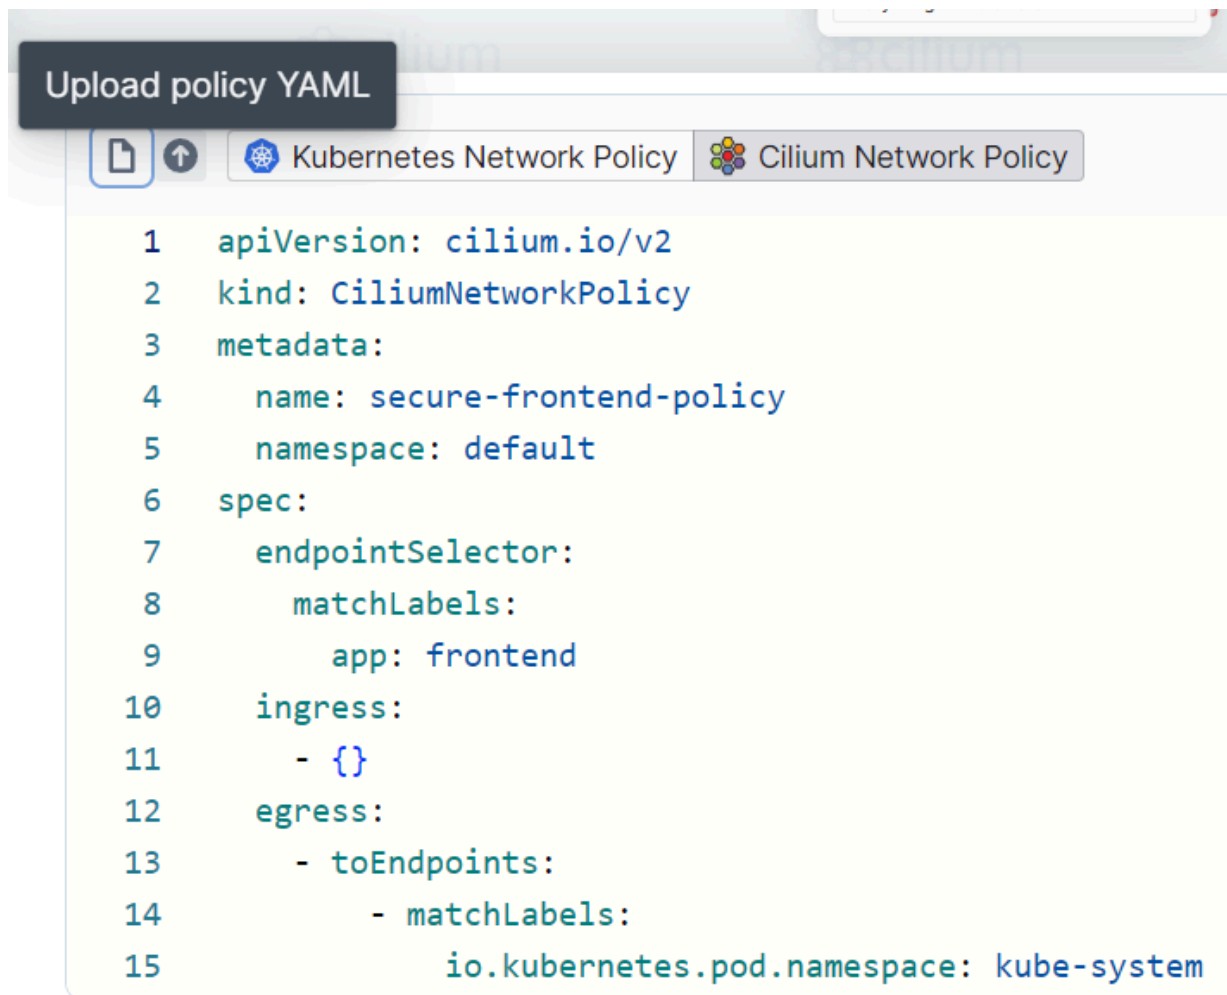 cilium
cilium
Upload policy YAML
Kubernetes Network Policy
Cilium Network Policy
1 apiVersion: cilium.io/v2
2 kind: CiliumNetworkPolicy
3 metadata:
4   name: secure-frontend-policy
5   namespace: default
6 spec:
7   endpointSelector:
8     matchLabels:
9       app: frontend
10   ingress:
11     - {}
12   egress:
13     - toEndpoints:
14         - matchLabels:
15             io.kubernetes.pod.namespace: kube-system